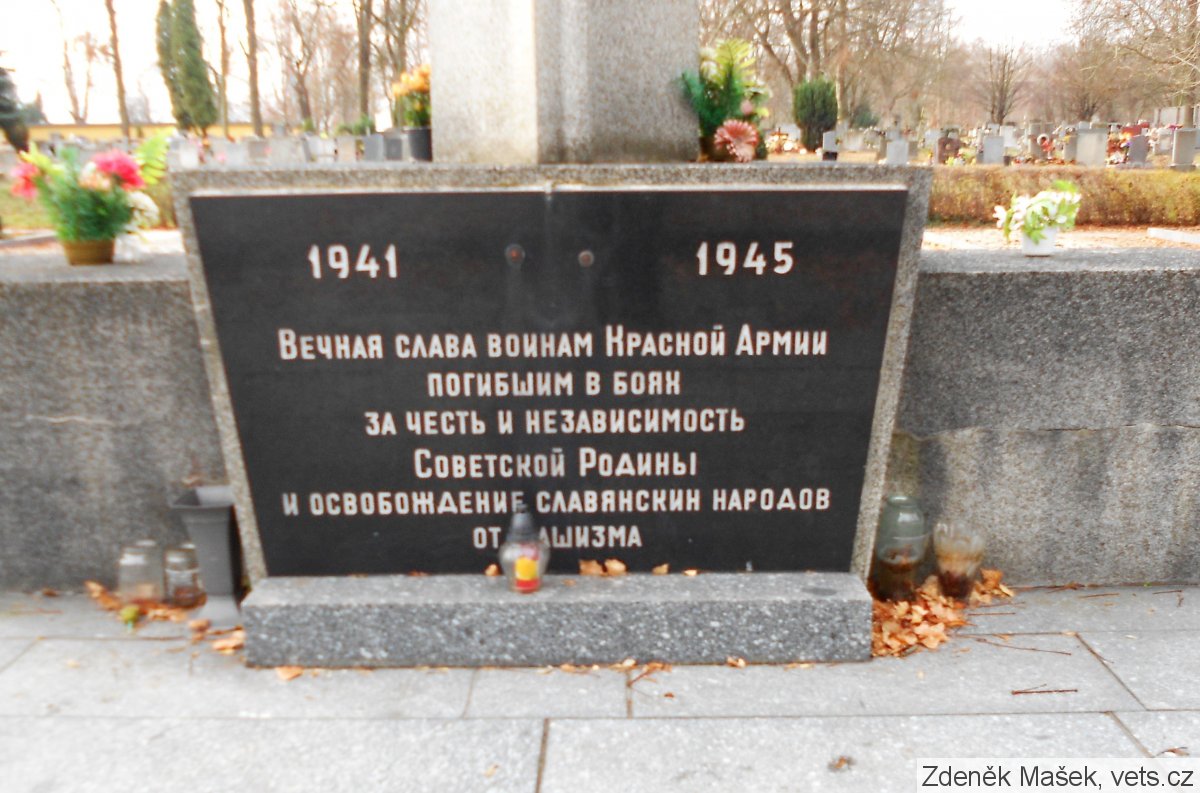 1941 1945
Вечная слава воинам Красной Армии
погибшим в боях
за честь и независимость
Советской Родины
и освобождение славянских народов
от фашизма
Zdeněk Mašek, vets.cz